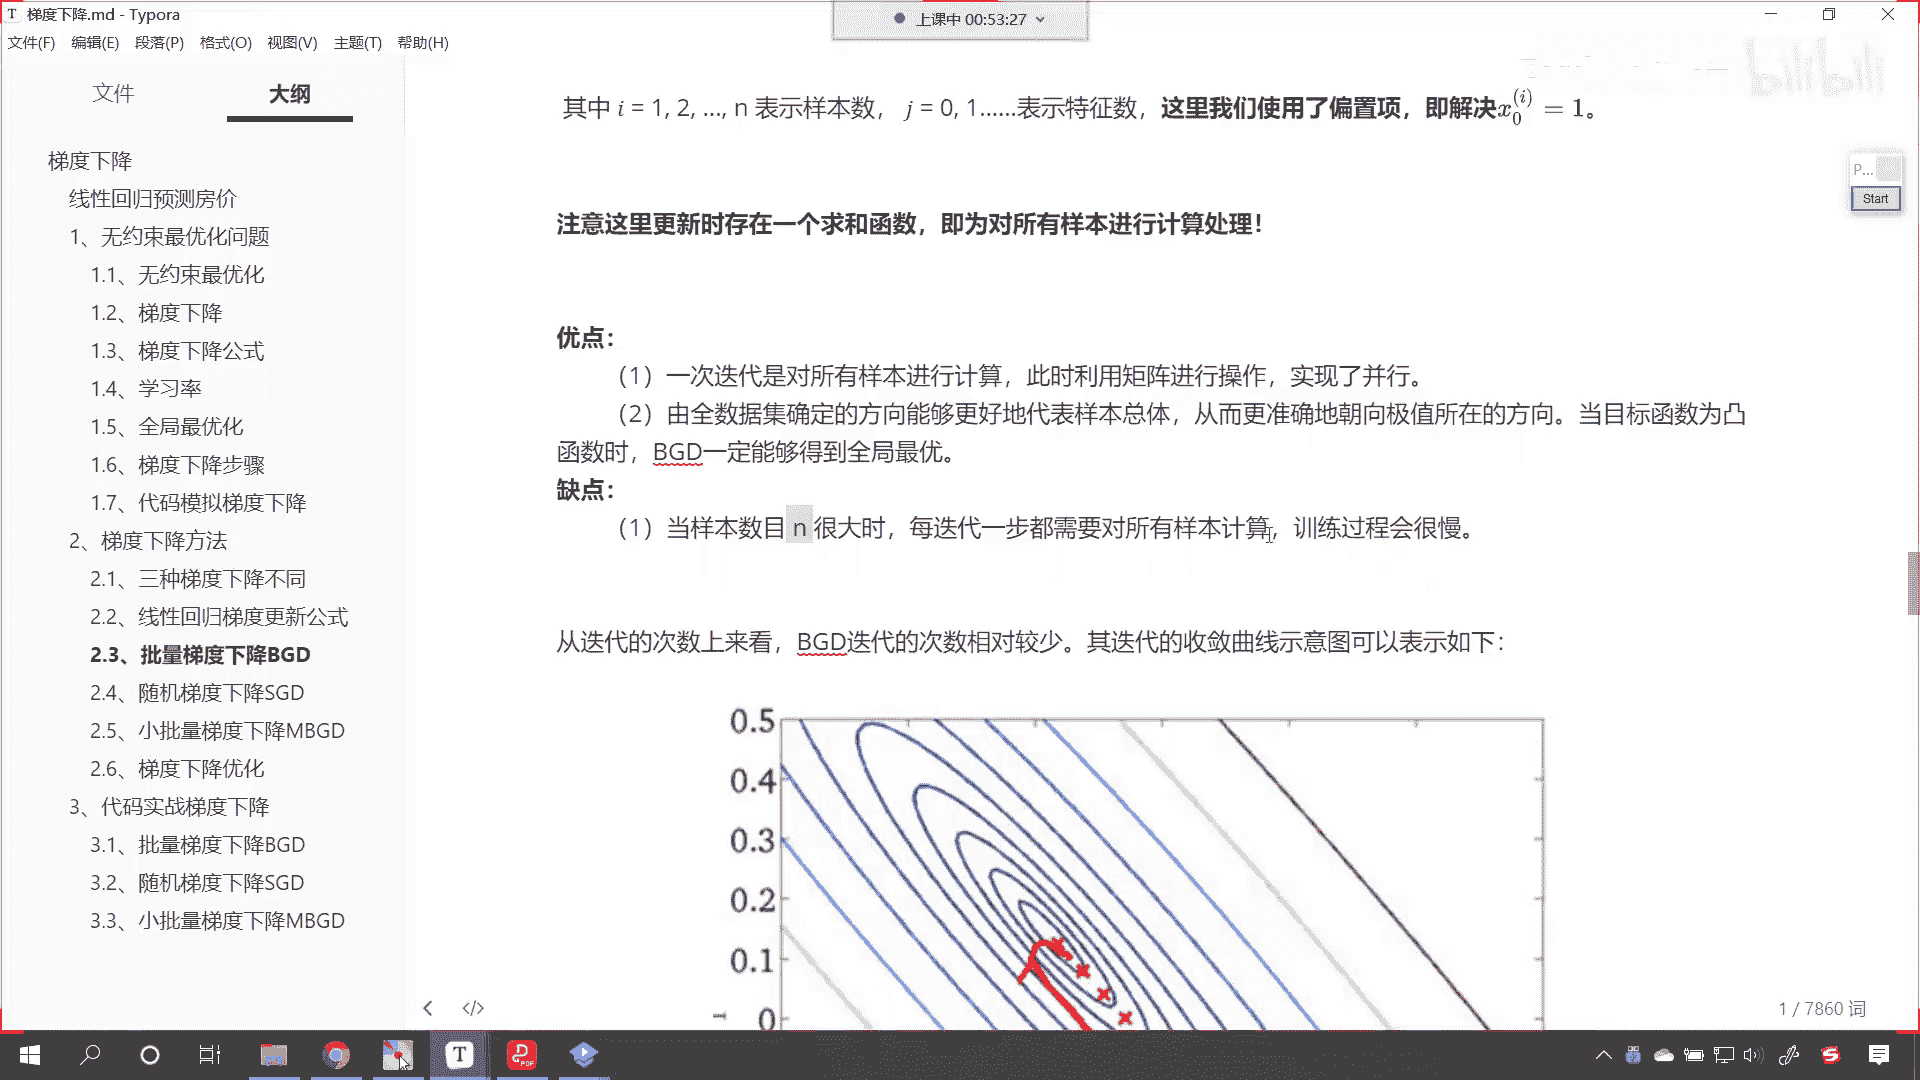 梯度下降.md - Typora
上课中 00:53:27
文件(F) 编辑(E) 段落(P) 格式(O) 视图(V) 主题(T) 帮助(H)
bilibili
文件 大纲
梯度下降
线性回归预测房价
1、无约束最优化问题
1.1、无约束最优化
1.2、梯度下降
1.3、梯度下降公式
1.4、学习率
1.5、全局最优化
1.6、梯度下降步骤
1.7、代码模拟梯度下降
2、梯度下降方法
2.1、三种梯度下降不同
2.2、线性回归梯度更新公式
2.3、批量梯度下降BGD
2.4、随机梯度下降SGD
2.5、小批量梯度下降MBGD
2.6、梯度下降优化
3、代码实战梯度下降
3.1、批量梯度下降BGD
3.2、随机梯度下降SGD
3.3、小批量梯度下降MBGD
其中 i = 1, 2, ..., n 表示样本数， j = 0, 1……表示特征数，这里我们使用了偏置项，即解决x_0^{(i)} = 1。
P...
Start
注意这里更新时存在一个求和函数，即为对所有样本进行计算处理！
优点：
（1）一次迭代是对所有样本进行计算，此时利用矩阵进行操作，实现了并行。
（2）由全数据集确定的方向能够更好地代表样本总体，从而更准确地朝向极值所在的方向。当目标函数为凸
函数时，BGD一定能够得到全局最优。
缺点：
（1）当样本数目 n 很大时，每迭代一步都需要对所有样本计算，训练过程会很慢。
从迭代的次数上来看，BGD迭代的次数相对较少。其迭代的收敛曲线示意图可以表示如下：
0.5
0.4
0.3
0.2
0.1
0
1 / 7860 词